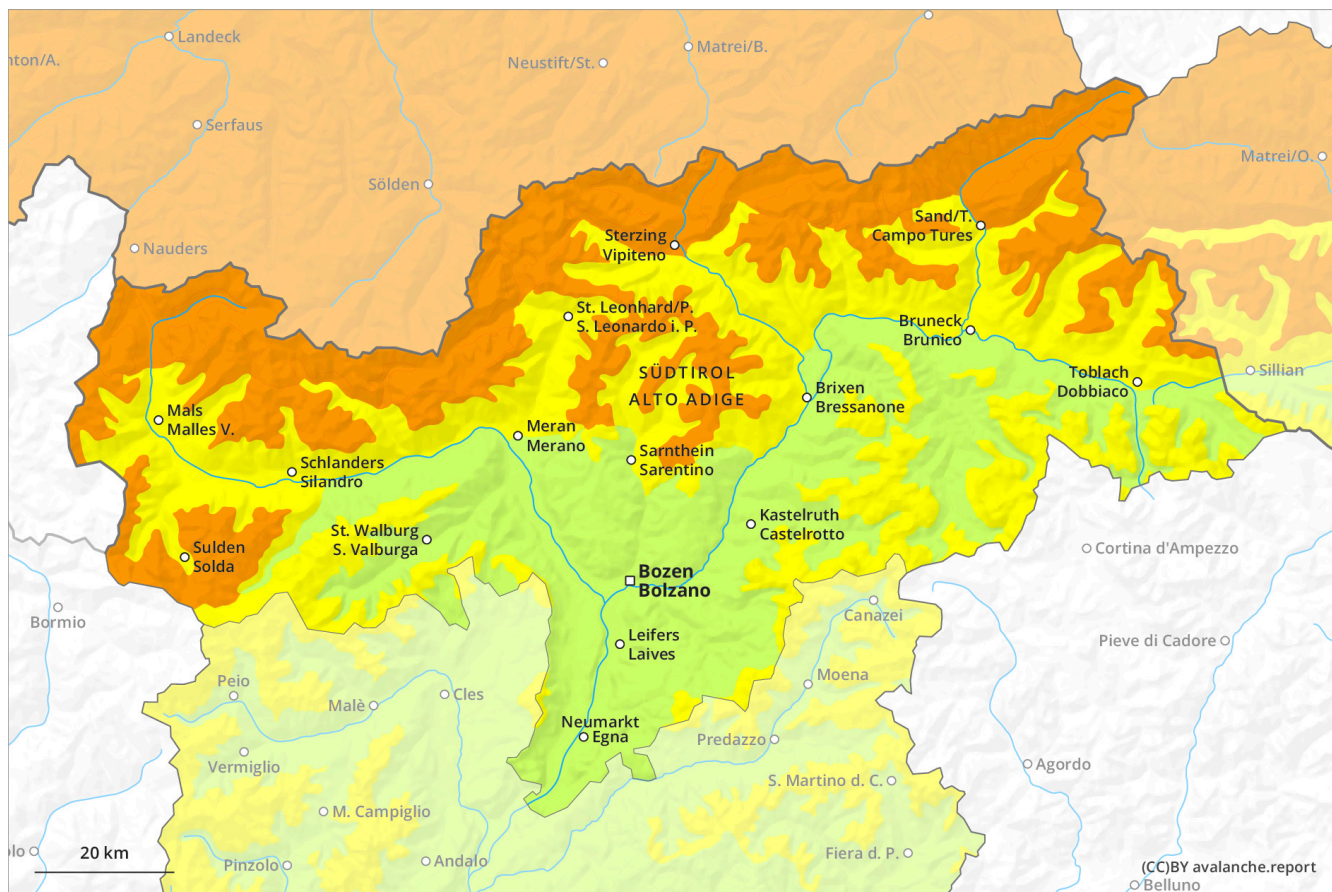 Landeck
Matrei/B.
nton/A.
Neustift/St.
Serfaus
Matrei/O.
Sölden
Sand/T.
Campo Tures
Sterzing
Vipiteno
Nauders
St. Leonhard/P.
S. Leonardo i. P.
Bruneck
Brunico
SÜDTIROL
ALTO ADIGE
Toblach
Dobbiaco
Sillian
Brixen
Bressanone
Mals
Malles V.
Meran
Merano
Sarnthein
Sarentino
Schlanders
Silandro
Kastelruth
Castelrotto
St. Walburg
S. Valburga
Sulden
Solda
Cortina d'Ampezzo
Bozen
Bolzano
Bormio
Canazei
Leifers
Laives
Pieve di Cadore
Peio
Moena
Malè
Cles
Neumarkt
Egna
Predazzo
Vermiglio
Agordo
S. Martino d. C.
M. Campiglio
olo
20 km
Fiera d. P.
Pinzolo
Andalo
(CC)BY avalanche.report
Belluno